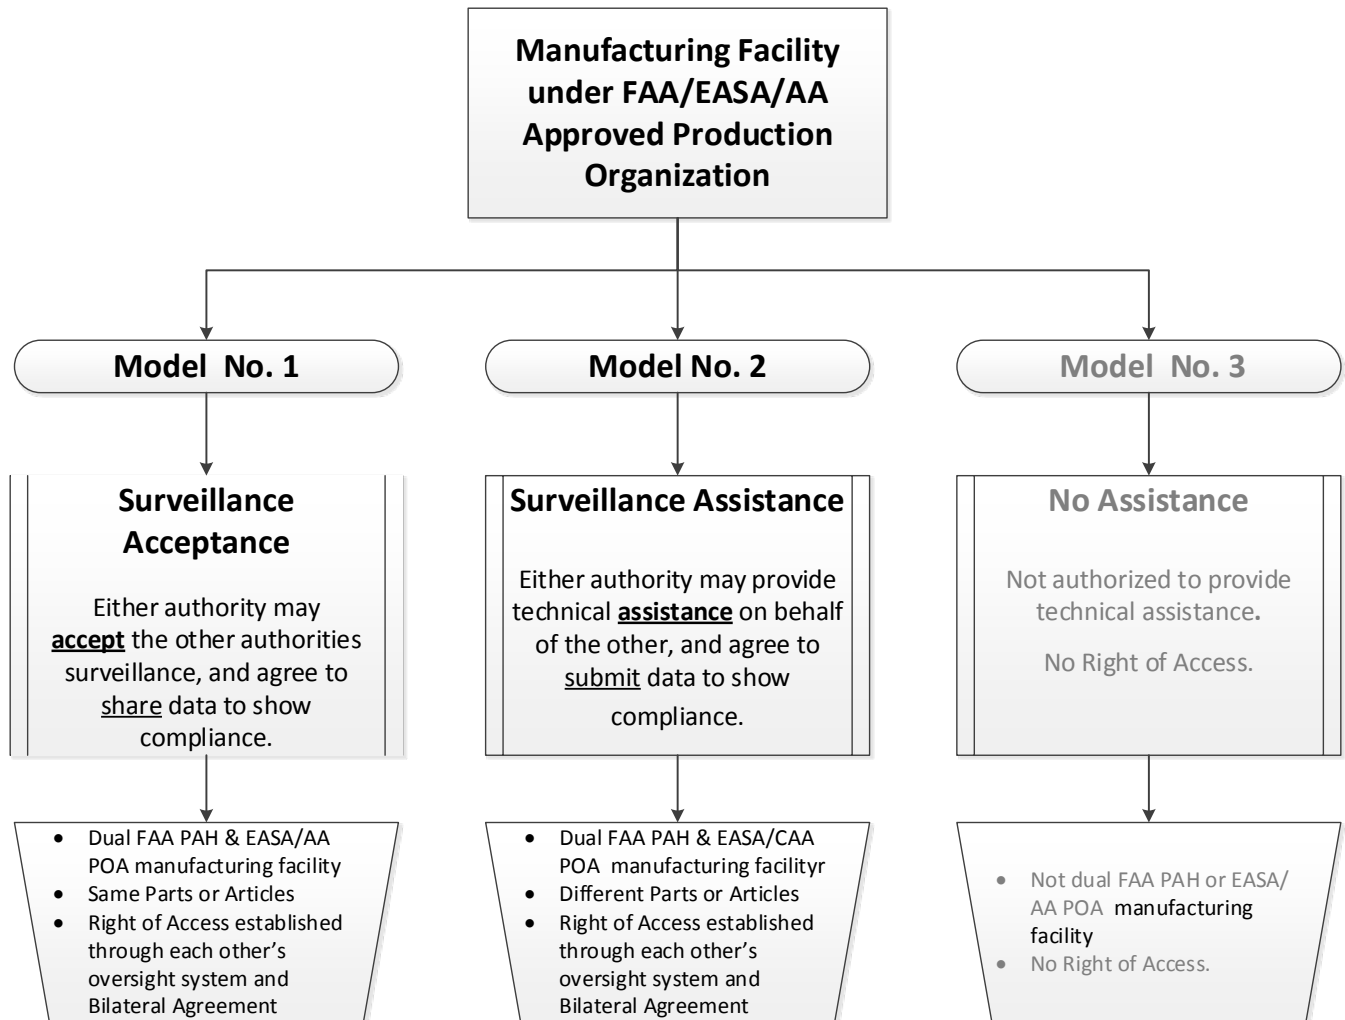 Manufacturing Facility
under FAA/EASA/AA
Approved Production
Organization
Model No. 1
Model No. 2
Model No. 3
Surveillance
Acceptance
Either authority may
accept the other authorities
surveillance, and agree to
share data to show
compliance.
Surveillance Assistance
Either authority may provide
technical assistance on behalf
of the other, and agree to
submit data to show
compliance.
No Assistance
Not authorized to provide
technical assistance.
No Right of Access.
• Dual FAA PAH & EASA/AA
POA manufacturing facility
• Same Parts or Articles
• Right of Access established
through each other’s
oversight system and
Bilateral Agreement
• Dual FAA PAH & EASA/CAA
POA manufacturing facilityr
• Different Parts or Articles
• Right of Access established
through each other’s
oversight system and
Bilateral Agreement
• Not dual FAA PAH or EASA/
AA POA manufacturing
facility
• No Right of Access.